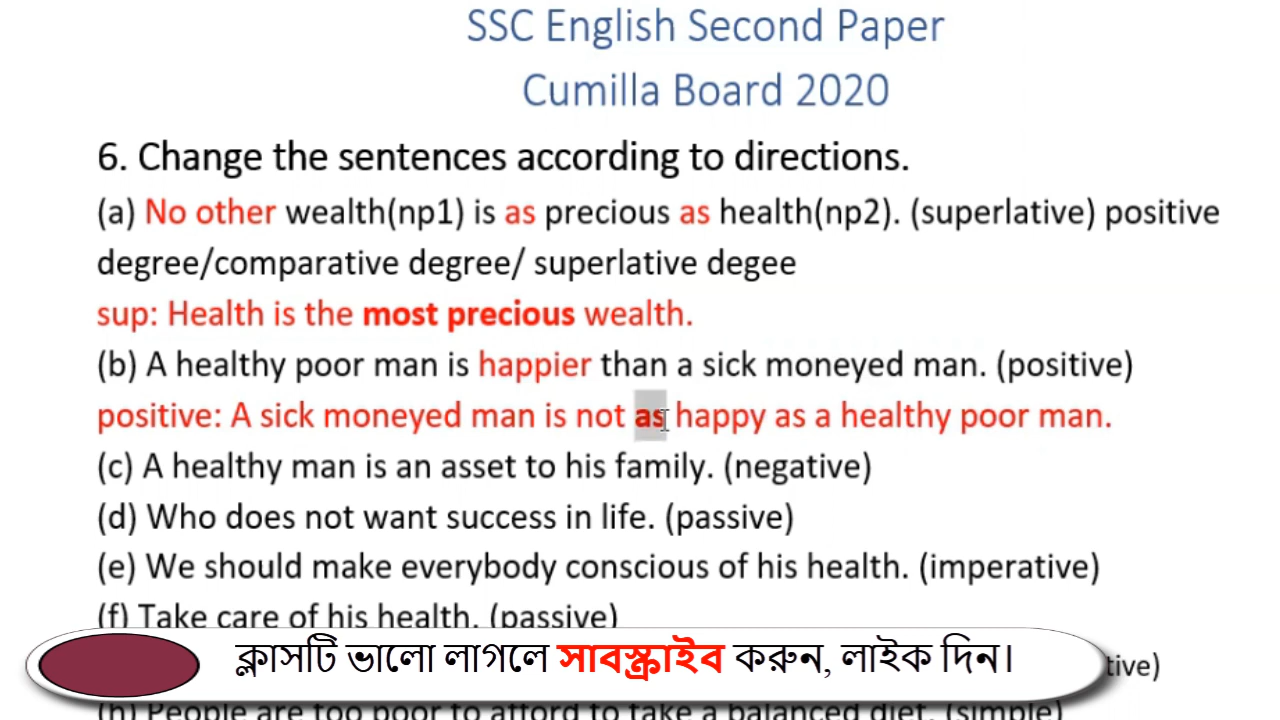 SSC English Second Paper
Cumilla Board 2020
6. Change the sentences according to directions.
(a) No other wealth(np1) is as precious as health(np2). (superlative) positive
degree/comparative degree/ superlative degee
sup: Health is the most precious wealth.
(b) A healthy poor man is happier than a sick moneyed man. (positive)
positive: A sick moneyed man is not as happy as a healthy poor man.
(c) A healthy man is an asset to his family. (negative)
(d) Who does not want success in life. (passive)
(e) We should make everybody conscious of his health. (imperative)
(f) Take care of his health. (passive)
ক্লাসটি ভালো লাগলে সাবস্ক্রাইব করুন, লাইক দিন।
tive)
(h) People are too poor to afford to take a balanced diet. (simple)